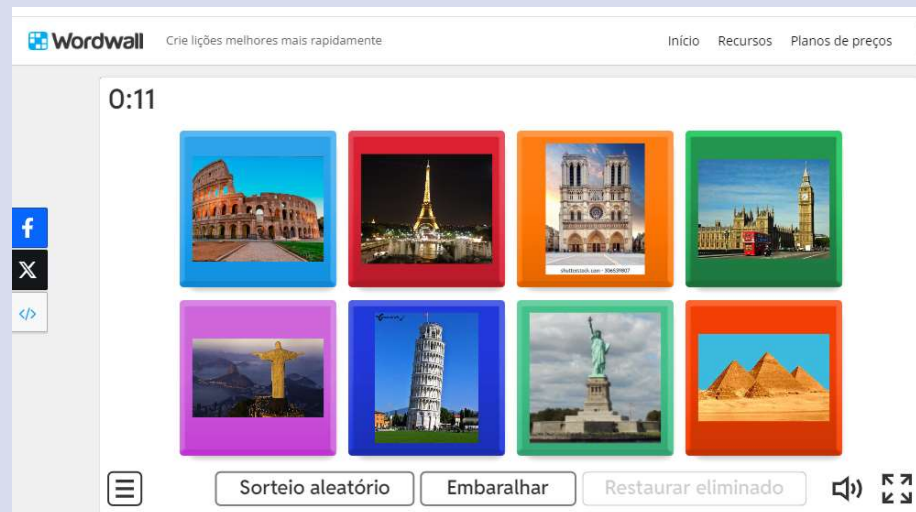 Wordwall Crie lições melhores mais rapidamente Início Recursos Planos de preços
0:11
shutterstock.com · 306539807
Sorteio aleatório Embaralhar Restaurar eliminado